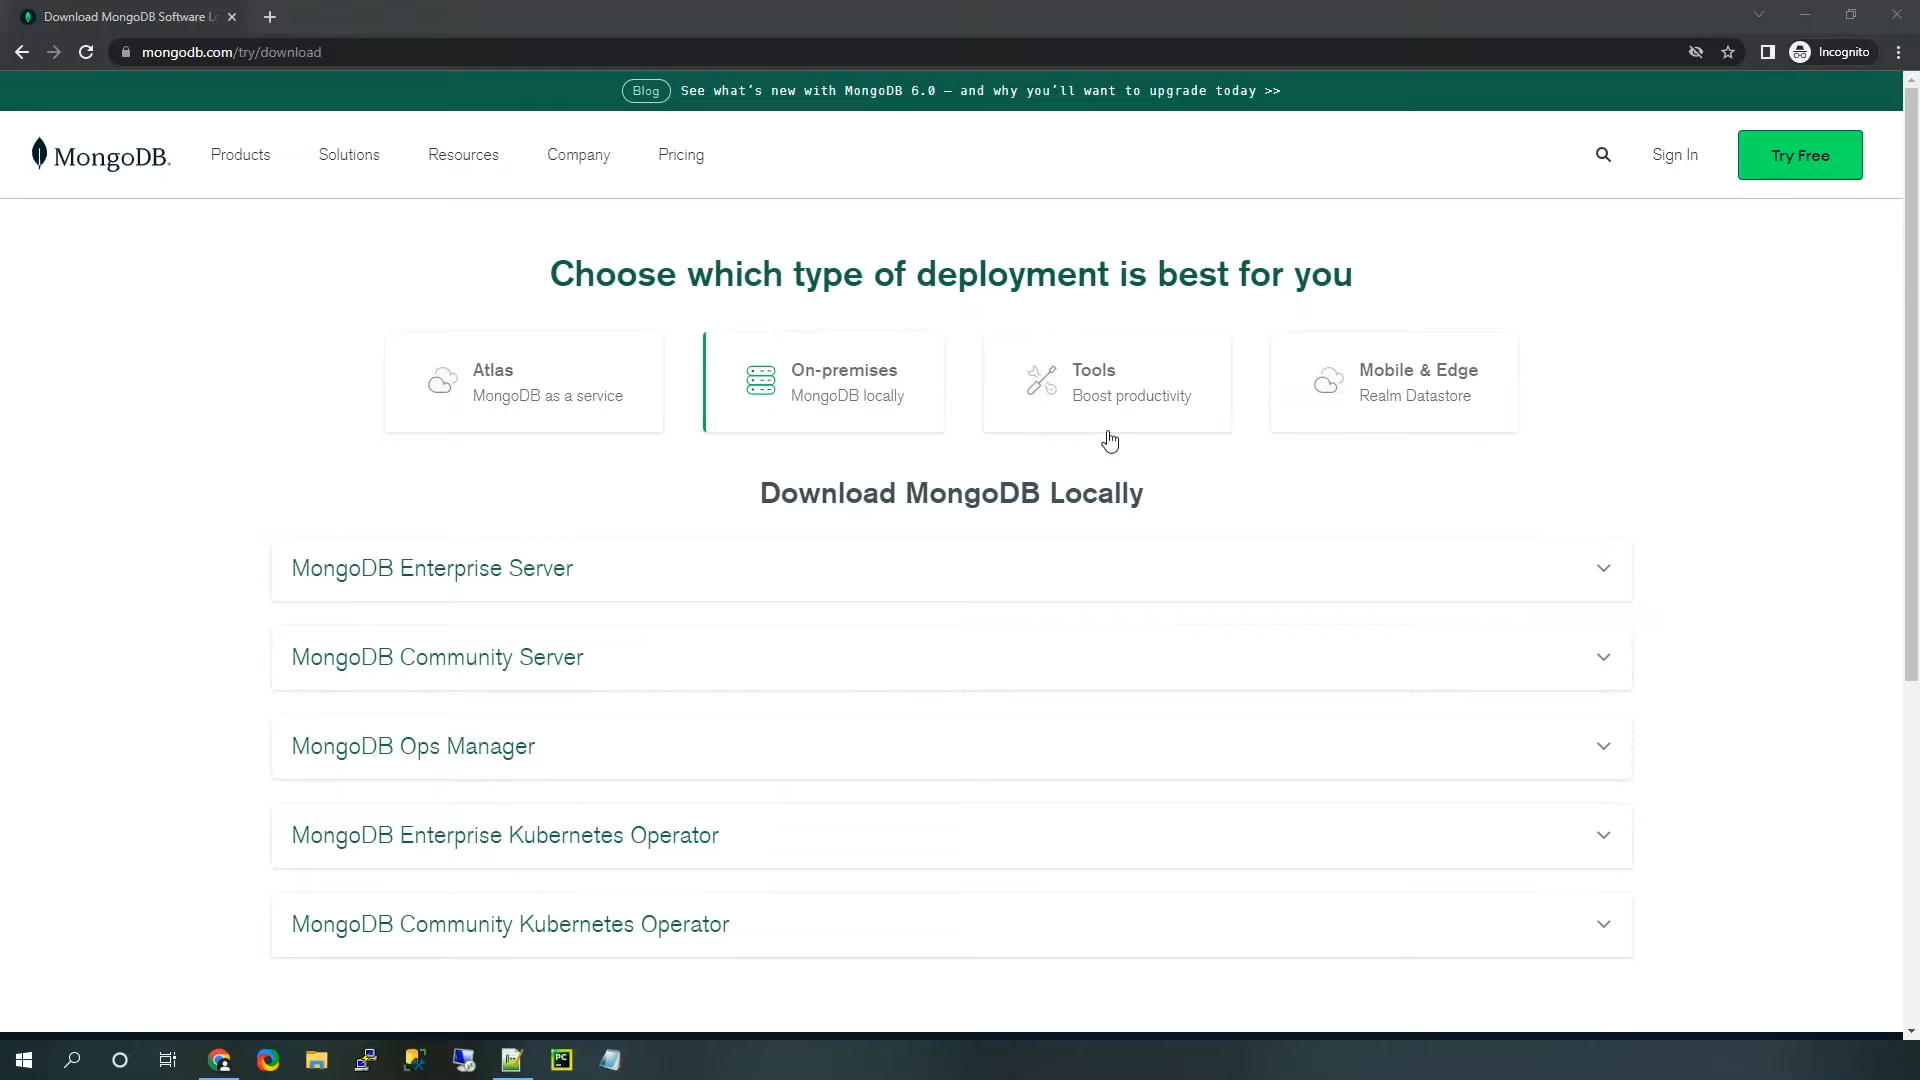 Download MongoDB Software Lo
mongodb.com/try/download
Incognito
Blog See what's new with MongoDB 6.0 — and why you'll want to upgrade today >>
MongoDB. Products Solutions Resources Company Pricing Sign In Try Free
Choose which type of deployment is best for you
Atlas
MongoDB as a service
On-premises
MongoDB locally
Tools
Boost productivity
Mobile & Edge
Realm Datastore
Download MongoDB Locally
MongoDB Enterprise Server
MongoDB Community Server
MongoDB Ops Manager
MongoDB Enterprise Kubernetes Operator
MongoDB Community Kubernetes Operator
PC